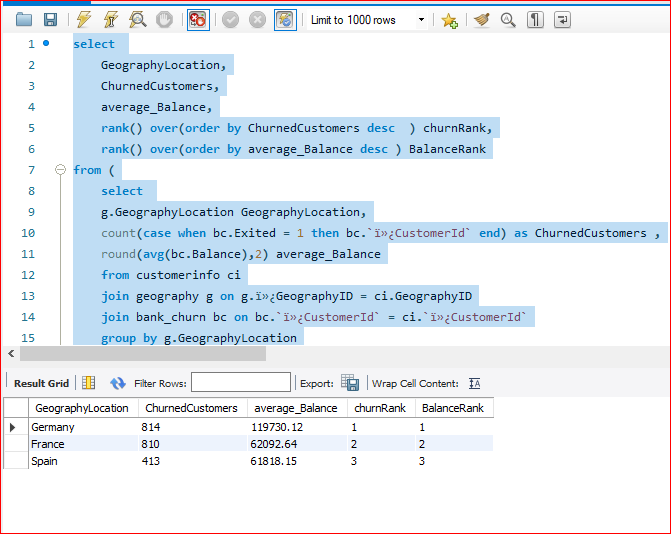 Limit to 1000 rows
1 select
2 GeographyLocation,
3 ChurnedCustomers,
4 average_Balance,
5 rank() over(order by ChurnedCustomers desc  ) churnRank,
6 rank() over(order by average_Balance desc ) BalanceRank
7 from (
8 select
9 g.GeographyLocation GeographyLocation,
10 count(case when bc.Exited = 1 then bc.`ï»¿CustomerId` end) as ChurnedCustomers ,
11 round(avg(bc.Balance),2) average_Balance
12 from customerinfo ci
13 join geography g on g.ï»¿GeographyID = ci.GeographyID
14 join bank_churn bc on bc.`ï»¿CustomerId` = ci.`ï»¿CustomerId`
15 group by g.GeographyLocation
Result Grid Filter Rows: Export: Wrap Cell Content:
GeographyLocation ChurnedCustomers average_Balance churnRank BalanceRank
Germany 814 119730.12 1 1
France 810 62092.64 2 2
Spain 413 61818.15 3 3